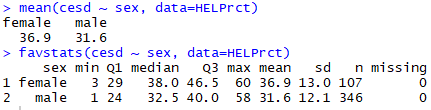 > mean(cesd ~ sex, data=HELPrct)
female male
36.9 31.6
> favstats(cesd ~ sex, data=HELPrct)
sex min Q1 median Q3 max mean sd n missing
1 female 3 29 38.0 46.5 60 36.9 13.0 107 0
2 male 1 24 32.5 40.0 58 31.6 12.1 346 0